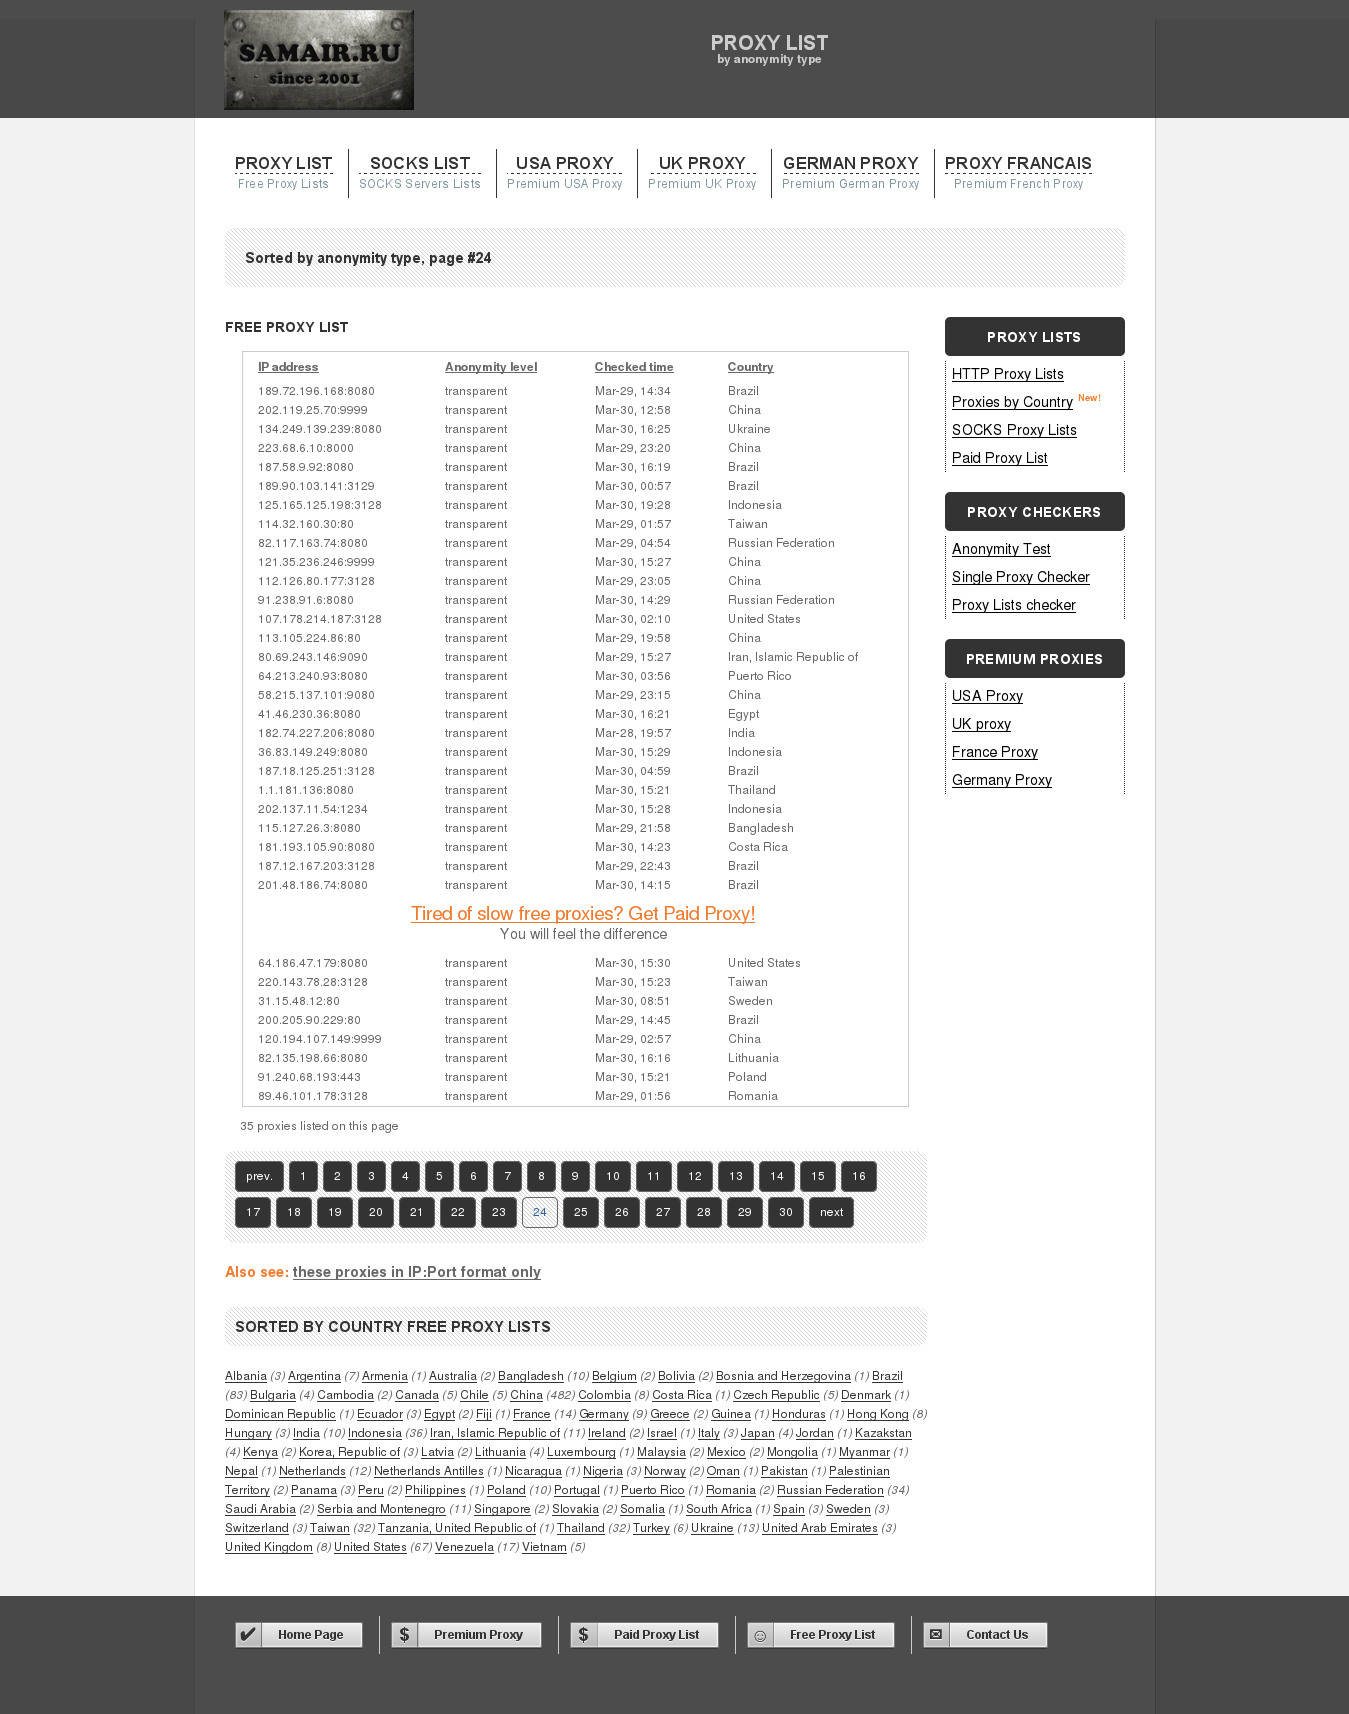 SAMAIR.RU
since 2001
PROXY LIST
by anonymity type
PROXY LIST SOCKS LIST USA PROXY UK PROXY GERMAN PROXY PROXY FRANCAIS
Free Proxy Lists SOCKS Servers Lists Premium USA Proxy Premium UK Proxy Premium German Proxy Premium French Proxy
Sorted by anonymity type, page #24
FREE PROXY LIST
IP address Anonymity level Checked time Country
189.72.196.168:8080 transparent Mar-29, 14:34 Brazil
202.119.25.70:9999 transparent Mar-30, 12:58 China
134.249.139.239:8080 transparent Mar-30, 16:25 Ukraine
223.68.6.10:8000 transparent Mar-29, 23:20 China
187.58.9.92:8080 transparent Mar-30, 16:19 Brazil
189.90.103.141:3129 transparent Mar-30, 00:57 Brazil
125.165.125.198:3128 transparent Mar-30, 19:28 Indonesia
114.32.160.30:80 transparent Mar-29, 01:57 Taiwan
82.117.163.74:8080 transparent Mar-29, 04:54 Russian Federation
121.35.236.246:9999 transparent Mar-30, 15:27 China
112.126.80.177:3128 transparent Mar-29, 23:05 China
91.238.91.6:8080 transparent Mar-30, 14:29 Russian Federation
107.178.214.187:3128 transparent Mar-30, 02:10 United States
113.105.224.86:80 transparent Mar-29, 19:58 China
80.69.243.146:9090 transparent Mar-29, 15:27 Iran, Islamic Republic of
64.213.240.93:8080 transparent Mar-30, 03:56 Puerto Rico
58.215.137.101:9080 transparent Mar-29, 23:15 China
41.46.230.36:8080 transparent Mar-30, 16:21 Egypt
182.74.227.206:8080 transparent Mar-28, 19:57 India
36.83.149.249:8080 transparent Mar-30, 15:29 Indonesia
187.18.125.251:3128 transparent Mar-30, 04:59 Brazil
1.1.181.136:8080 transparent Mar-30, 15:21 Thailand
202.137.11.54:1234 transparent Mar-30, 15:28 Indonesia
115.127.26.3:8080 transparent Mar-29, 21:58 Bangladesh
181.193.105.90:8080 transparent Mar-30, 14:23 Costa Rica
187.12.167.203:3128 transparent Mar-29, 22:43 Brazil
201.48.186.74:8080 transparent Mar-30, 14:15 Brazil
Tired of slow free proxies? Get Paid Proxy!
You will feel the difference
64.186.47.179:8080 transparent Mar-30, 15:30 United States
220.143.78.28:3128 transparent Mar-30, 15:23 Taiwan
31.15.48.12:80 transparent Mar-30, 08:51 Sweden
200.205.90.229:80 transparent Mar-29, 14:45 Brazil
120.194.107.149:9999 transparent Mar-29, 02:57 China
82.135.198.66:8080 transparent Mar-30, 16:16 Lithuania
91.240.68.193:443 transparent Mar-30, 15:21 Poland
89.46.101.178:3128 transparent Mar-29, 01:56 Romania
35 proxies listed on this page
prev. 1 2 3 4 5 6 7 8 9 10 11 12 13 14 15 16
17 18 19 20 21 22 23 24 25 26 27 28 29 30 next
Also see: these proxies in IP:Port format only
SORTED BY COUNTRY FREE PROXY LISTS
Albania (3) Argentina (7) Armenia (1) Australia (2) Bangladesh (10) Belgium (2) Bolivia (2) Bosnia and Herzegovina (1) Brazil
(83) Bulgaria (4) Cambodia (2) Canada (5) Chile (5) China (482) Colombia (8) Costa Rica (1) Czech Republic (5) Denmark (1)
Dominican Republic (1) Ecuador (3) Egypt (2) Fiji (1) France (14) Germany (9) Greece (2) Guinea (1) Honduras (1) Hong Kong (8)
Hungary (3) India (10) Indonesia (36) Iran, Islamic Republic of (11) Ireland (2) Israel (1) Italy (3) Japan (4) Jordan (1) Kazakstan
(4) Kenya (2) Korea, Republic of (3) Latvia (2) Lithuania (4) Luxembourg (1) Malaysia (2) Mexico (2) Mongolia (1) Myanmar (1)
Nepal (1) Netherlands (12) Netherlands Antilles (1) Nicaragua (1) Nigeria (3) Norway (2) Oman (1) Pakistan (1) Palestinian
Territory (2) Panama (3) Peru (2) Philippines (1) Poland (10) Portugal (1) Puerto Rico (1) Romania (2) Russian Federation (34)
Saudi Arabia (2) Serbia and Montenegro (11) Singapore (2) Slovakia (2) Somalia (1) South Africa (1) Spain (3) Sweden (3)
Switzerland (3) Taiwan (32) Tanzania, United Republic of (1) Thailand (32) Turkey (6) Ukraine (13) United Arab Emirates (3)
United Kingdom (8) United States (67) Venezuela (17) Vietnam (5)
PROXY LISTS
HTTP Proxy Lists
Proxies by Country New!
SOCKS Proxy Lists
Paid Proxy List
PROXY CHECKERS
Anonymity Test
Single Proxy Checker
Proxy Lists checker
PREMIUM PROXIES
USA Proxy
UK proxy
France Proxy
Germany Proxy
✔ Home Page $ Premium Proxy $ Paid Proxy List ☺ Free Proxy List ✉ Contact Us